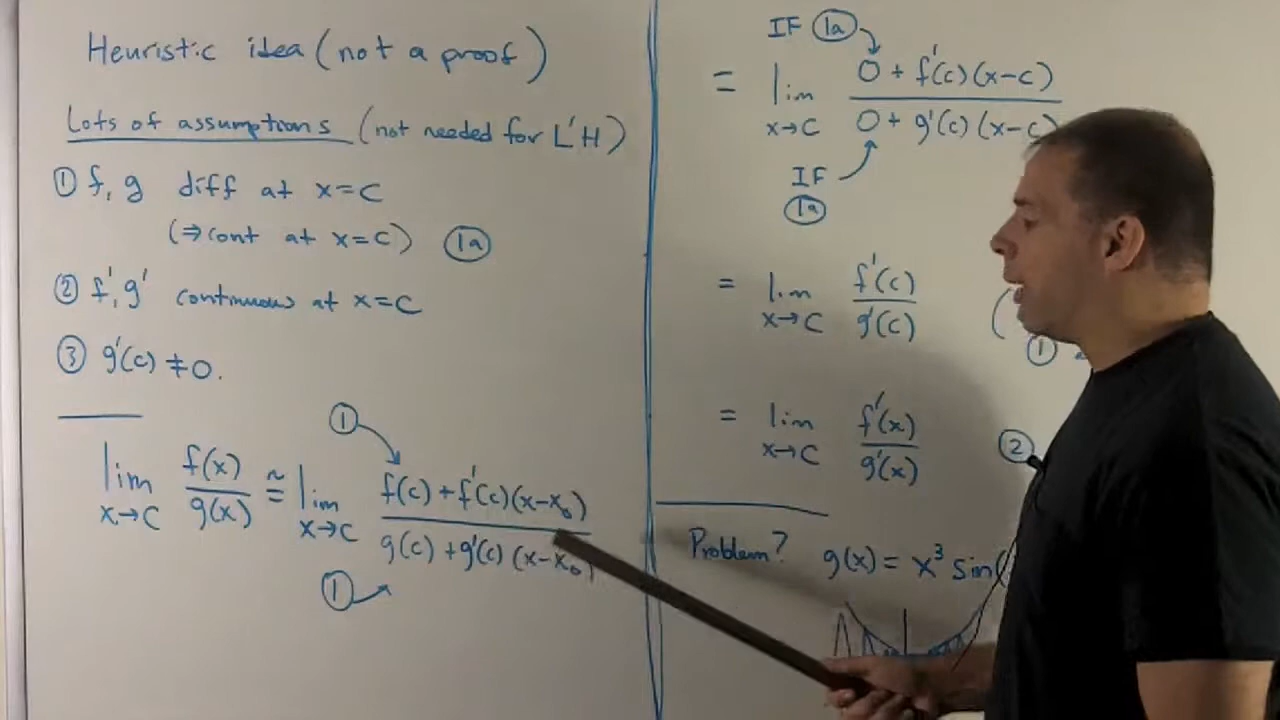 Heuristic idea (not a proof)
Lots of assumptions (not needed for L'H)
① f, g diff at x=c
(⇒ cont at x=c) (1a)
② f', g' continuous at x=c
③ g'(c) ≠ 0.
①
lim x→c f(x)/g(x) ≅ lim x→c (f(c) + f'(c)(x-x₀))/(g(c) + g'(c)(x-x₀))
①
IF (1a)
= lim x→c (0 + f'(c)(x-c))/(0 + g'(c)(x-c))
IF
(1a)
= lim x→c f'(c)/g'(c) (
①
= lim x→c f'(x)/g'(x)
②
Problem? g(x) = x³ sin(